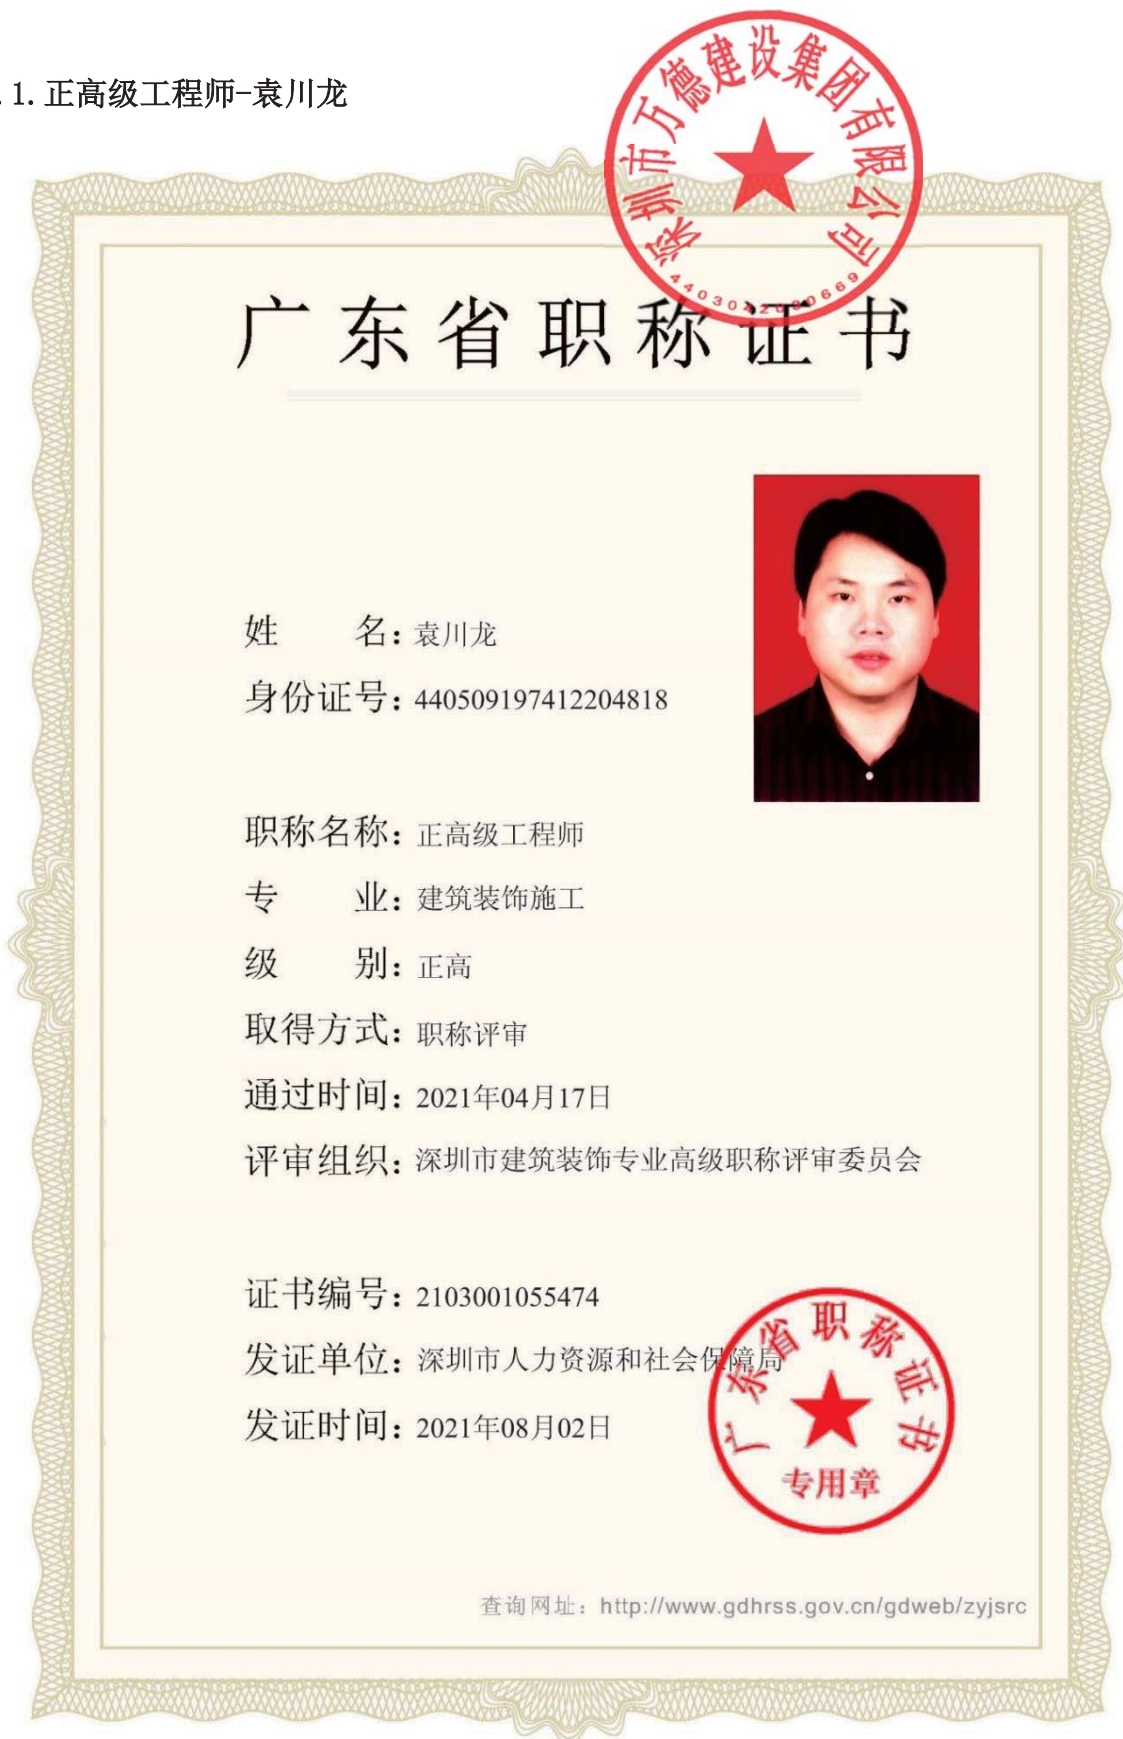 .1.正高级工程师-袁川龙
深圳市万德建设集团有限公司
广东省职称证书
姓 名：袁川龙
身份证号：440509197412204818
职称名称：正高级工程师
专 业：建筑装饰施工
级 别：正高
取得方式：职称评审
通过时间：2021年04月17日
评审组织：深圳市建筑装饰专业高级职称评审委员会
证书编号：2103001055474
发证单位：深圳市人力资源和社会保障局
发证时间：2021年08月02日
广东省职称证书
专用章
查询网址：http://www.gdhrss.gov.cn/gdweb/zyjsrc